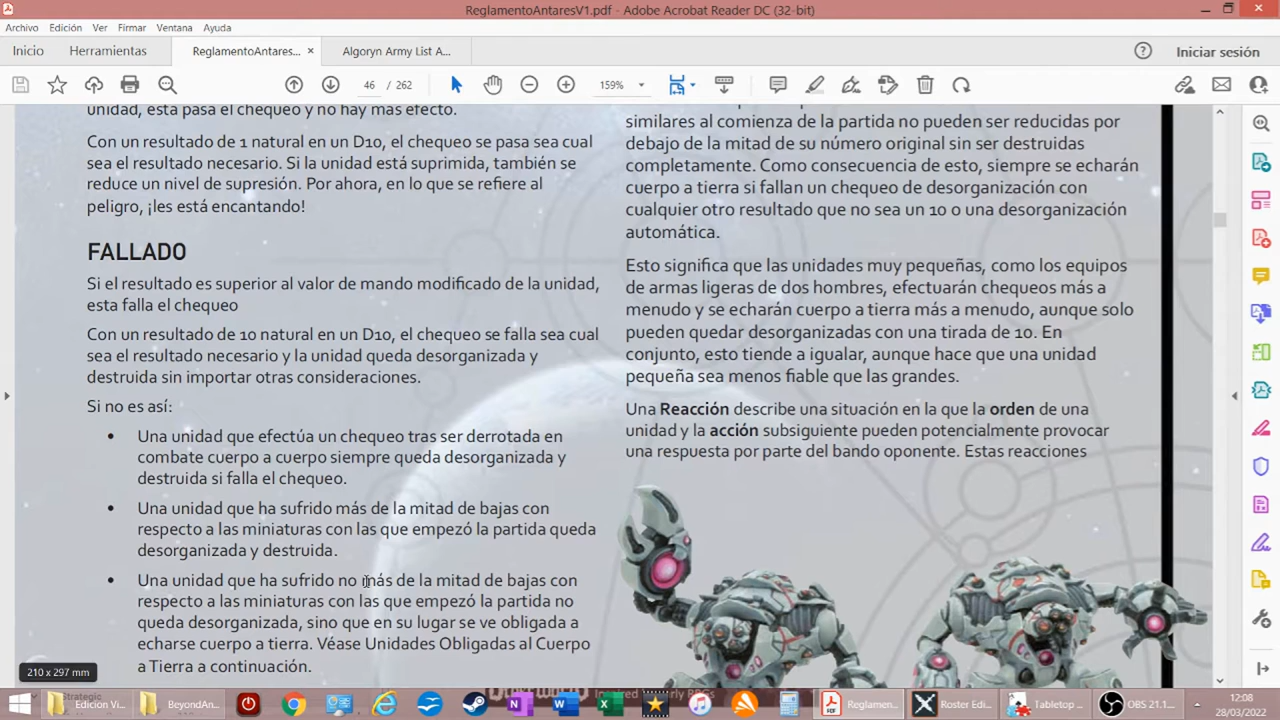 ReglamentoAntaresV1.pdf - Adobe Acrobat Reader DC (32-bit)
Archivo Edición Ver Firmar Ventana Ayuda
Inicio Herramientas ReglamentoAntares... × Algoryn Army List A... Iniciar sesión
46 / 262 159%
unidad, esta pasa el chequeo y no hay más efecto.
Con un resultado de 1 natural en un D10, el chequeo se pasa sea cual
sea el resultado necesario. Si la unidad está suprimida, también se
reduce un nivel de supresión. Por ahora, en lo que se refiere al
peligro, ¡les está encantando!
FALLADO
Si el resultado es superior al valor de mando modificado de la unidad,
esta falla el chequeo
Con un resultado de 10 natural en un D10, el chequeo se falla sea cual
sea el resultado necesario y la unidad queda desorganizada y
destruida sin importar otras consideraciones.
Si no es así:
• Una unidad que efectúa un chequeo tras ser derrotada en
combate cuerpo a cuerpo siempre queda desorganizada y
destruida si falla el chequeo.
• Una unidad que ha sufrido más de la mitad de bajas con
respecto a las miniaturas con las que empezó la partida queda
desorganizada y destruida.
• Una unidad que ha sufrido no más de la mitad de bajas con
respecto a las miniaturas con las que empezó la partida no
queda desorganizada, sino que en su lugar se ve obligada a
echarse cuerpo a tierra. Véase Unidades Obligadas al Cuerpo
a Tierra a continuación.
similares al comienza de la partida no pueden ser reducidas por
debajo de la mitad de su número original sin ser destruidas
completamente. Como consecuencia de esto, siempre se echarán
cuerpo a tierra si fallan un chequeo de desorganización con
cualquier otro resultado que no sea un 10 o una desorganización
automática.
Esto significa que las unidades muy pequeñas, como los equipos
de armas ligeras de dos hombres, efectuarán chequeos más a
menudo y se echarán cuerpo a tierra más a menudo, aunque solo
pueden quedar desorganizadas con una tirada de 10. En
conjunto, esto tiende a igualar, aunque hace que una unidad
pequeña sea menos fiable que las grandes.
Una Reacción describe una situación en la que la orden de una
unidad y la acción subsiguiente pueden potencialmente provocar
una respuesta por parte del bando oponente. Estas reacciones
210 x 297 mm
Strategic
Edicion Vi... BeyondAn... Reglamen... Roster Edi... Tabletop ... OBS 21.1... 12:08
28/03/2022